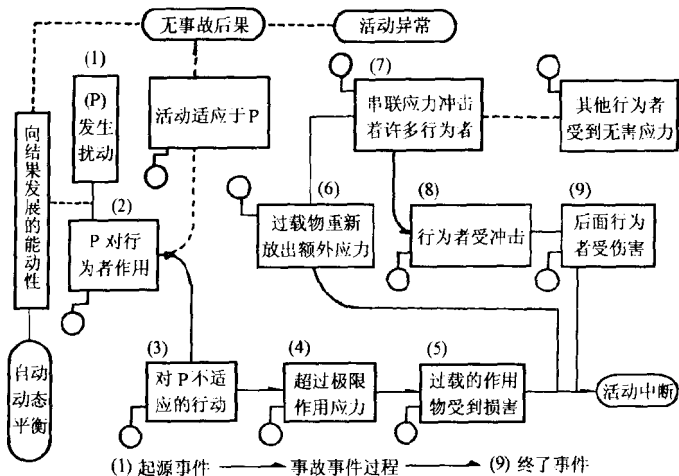 无事故后果
活动异常
(1)
(P)
发生
扰动
活动适应于P
(7)
串联应力冲击
着许多行为者
其他行为者
受到无害应力
向结果发展的能动性
(2)
P 对行
为者作用
(6)
过载物重新
放出额外应力
(8)
行为者受冲击
(9)
后面行为
者受伤害
自动
动态
平衡
(3)
对P不适
应的行动
(4)
超过极限
作用应力
(5)
过载的作用
物受到损害
活动中断
(1) 起源事件
事故事件过程
(9) 终了事件